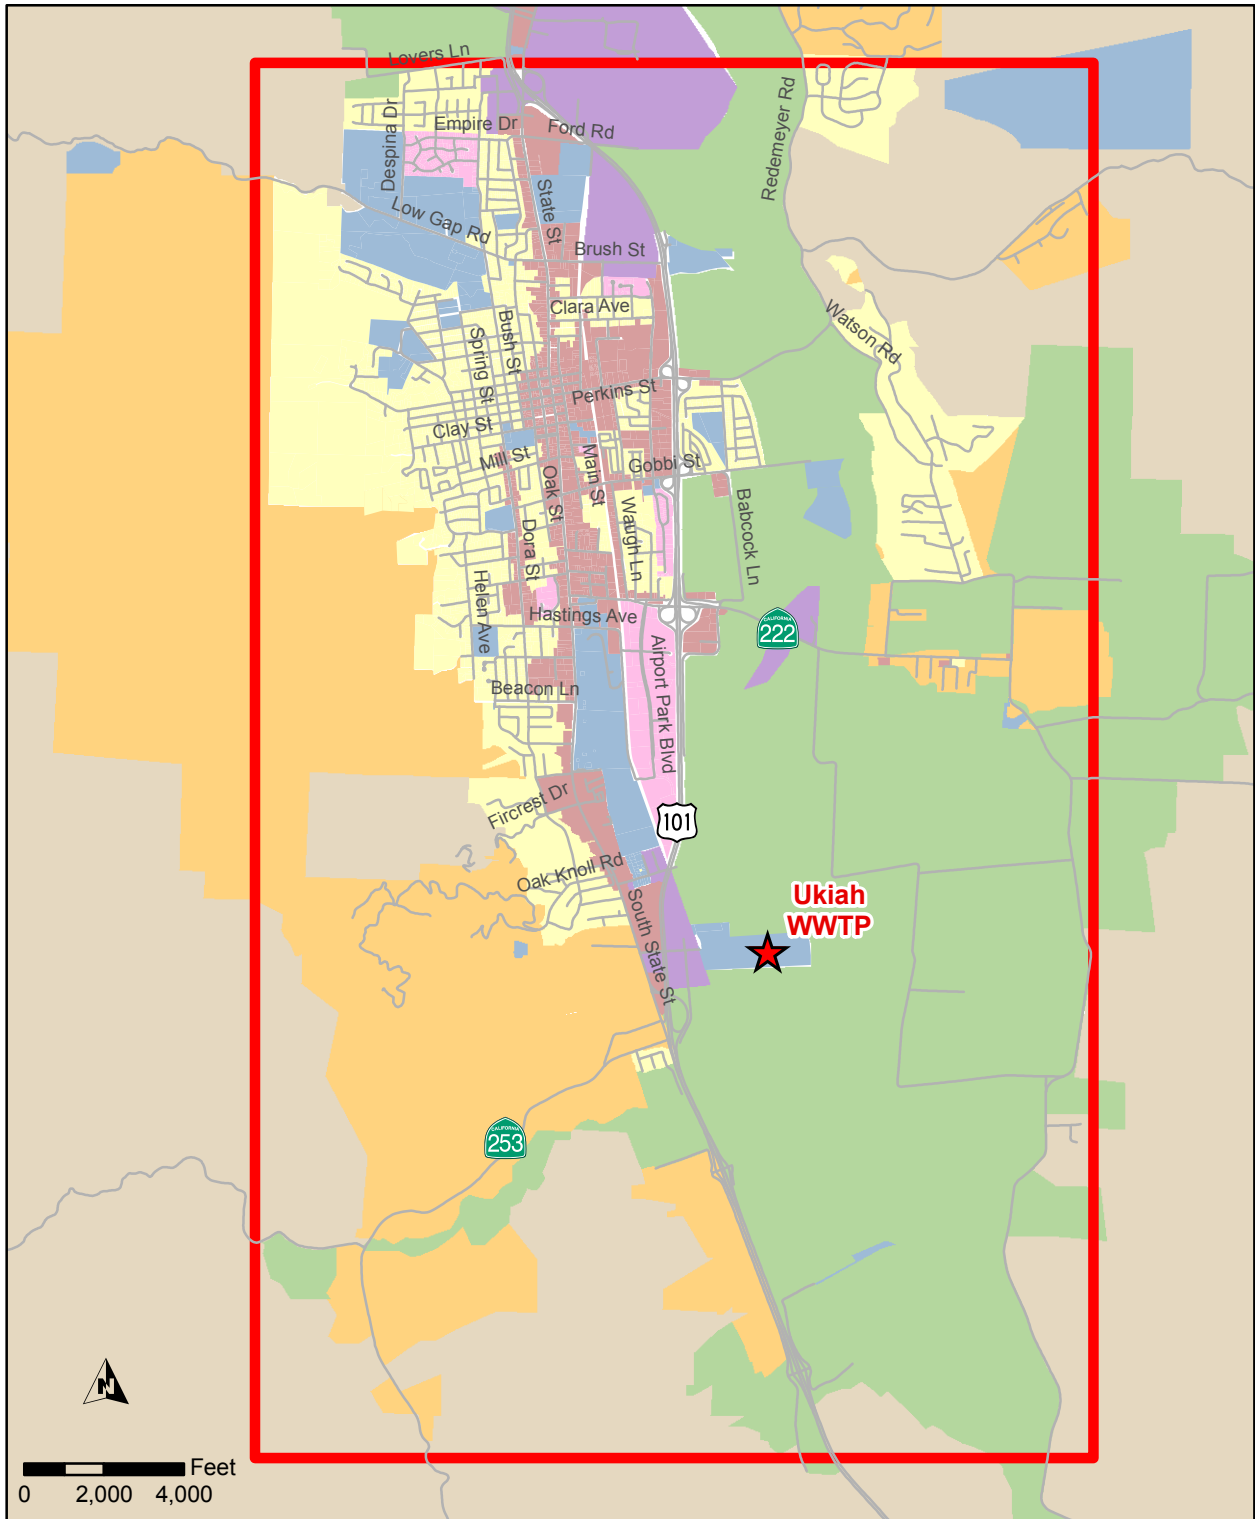 Lovers Ln
Despina Dr
Empire Dr
Ford Rd
Redemeyer Rd
State St
Low Gap Rd
Brush St
Clara Ave
Bush St
Spring St
Watson Rd
Perkins St
Clay St
Mill St
Main St
Gobbi St
Oak St
Waugh Ln
Babcock Ln
Dora St
Helen Ave
Hastings Ave
CALIFORNIA
222
Airport Park Blvd
Beacon Ln
Fircrest Dr
101
Oak Knoll Rd
Ukiah
WWTP
South State St
CALIFORNIA
253
N
Feet
0 2,000 4,000